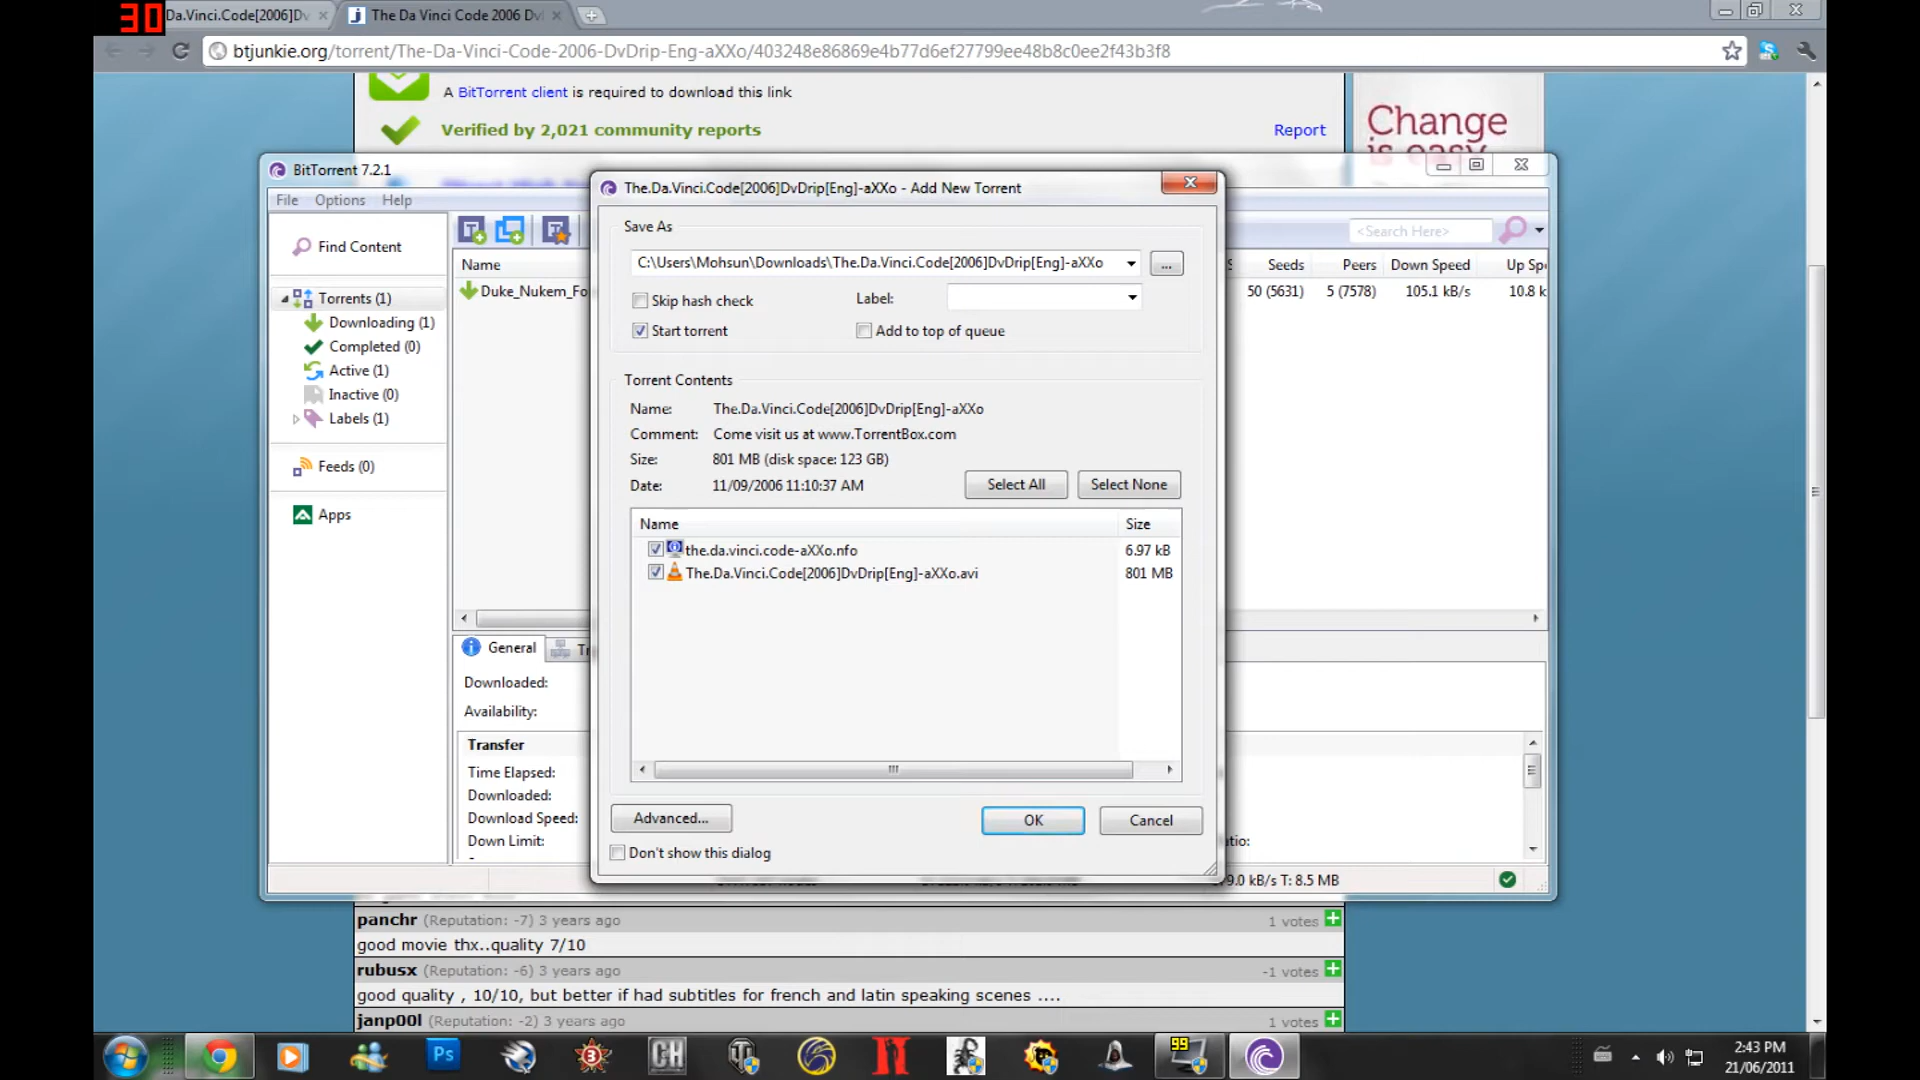 30
Da.Vinci.Code[2006]Dv
The Da Vinci Code 2006 Dv
btjunkie.org/torrent/The-Da-Vinci-Code-2006-DvDrip-Eng-aXXo/403248e86869e4b77d6ef27799ee48b8c0ee2f43b3f8
A BitTorrent client is required to download this link
Verified by 2,021 community reports
Report
Change
is easy
BitTorrent 7.2.1
File Options Help
Find Content
Torrents (1)
Downloading (1)
Completed (0)
Active (1)
Inactive (0)
Labels (1)
Feeds (0)
Apps
Name
Duke_Nukem_Fo
<Search Here>
Seeds Peers Down Speed Up Spe
50 (5631) 5 (7578) 105.1 kB/s 10.8 k
General
Downloaded:
Availability:
Transfer
Time Elapsed:
Downloaded:
Download Speed:
Down Limit:
The.Da.Vinci.Code[2006]DvDrip[Eng]-aXXo - Add New Torrent
Save As
C:\Users\Mohsun\Downloads\The.Da.Vinci.Code[2006]DvDrip[Eng]-aXXo
...
Skip hash check
Label:
Start torrent
Add to top of queue
Torrent Contents
Name: The.Da.Vinci.Code[2006]DvDrip[Eng]-aXXo
Comment: Come visit us at www.TorrentBox.com
Size: 801 MB (disk space: 123 GB)
Date: 11/09/2006 11:10:37 AM
Select All
Select None
Name Size
the.da.vinci.code-aXXo.nfo 6.97 kB
The.Da.Vinci.Code[2006]DvDrip[Eng]-aXXo.avi 801 MB
Advanced...
OK
Cancel
Don't show this dialog
tio:
9.0 kB/s T: 8.5 MB
panchr (Reputation: -7) 3 years ago
1 votes
good movie thx..quality 7/10
rubusx (Reputation: -6) 3 years ago
-1 votes
good quality , 10/10, but better if had subtitles for french and latin speaking scenes ....
janp00l (Reputation: -2) 3 years ago
1 votes
Ps
3
CH
99
2:43 PM
21/06/2011